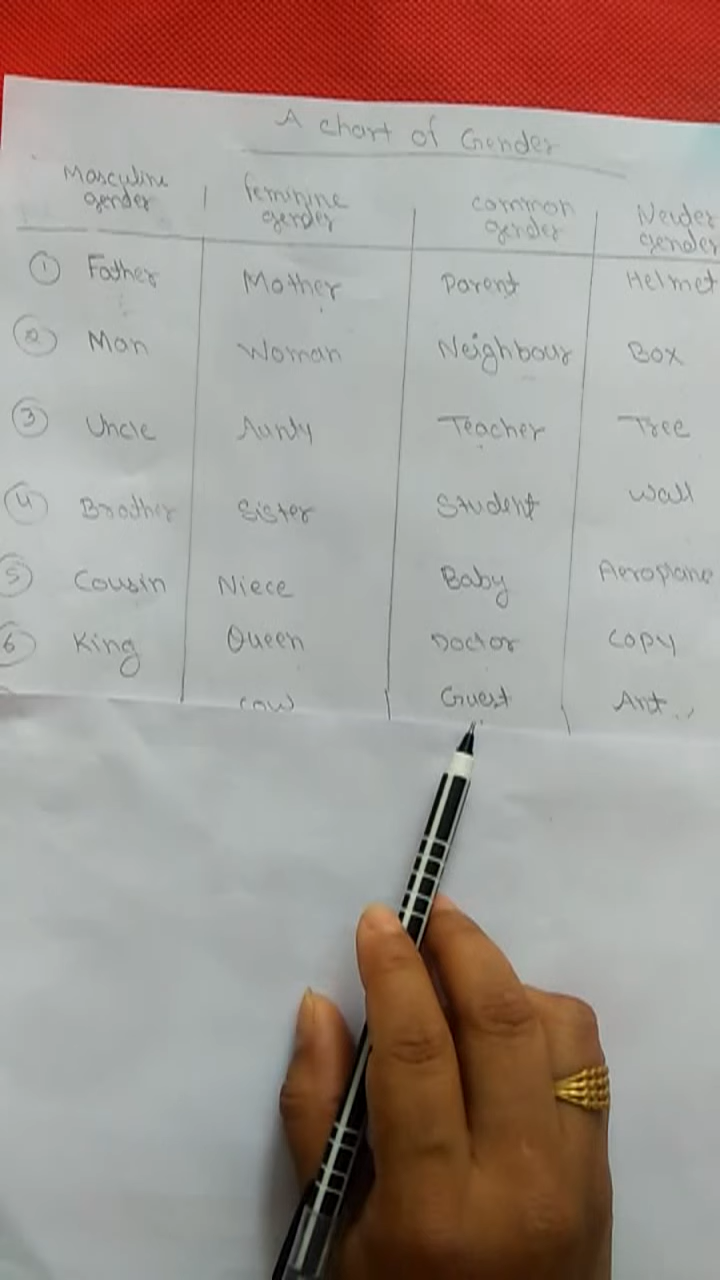 A chart of Gender
Masculine gender | feminine gender | common gender | Neuder gender
① Father Mother Parent Helmet
② Man Woman Neighbour Box
③ Uncle Aunty Teacher Tree
④ Brother Sister Student Wall
⑤ Cousin Niece Baby Aeroplane
⑥ King Queen Doctor copy
cow Guest Ant